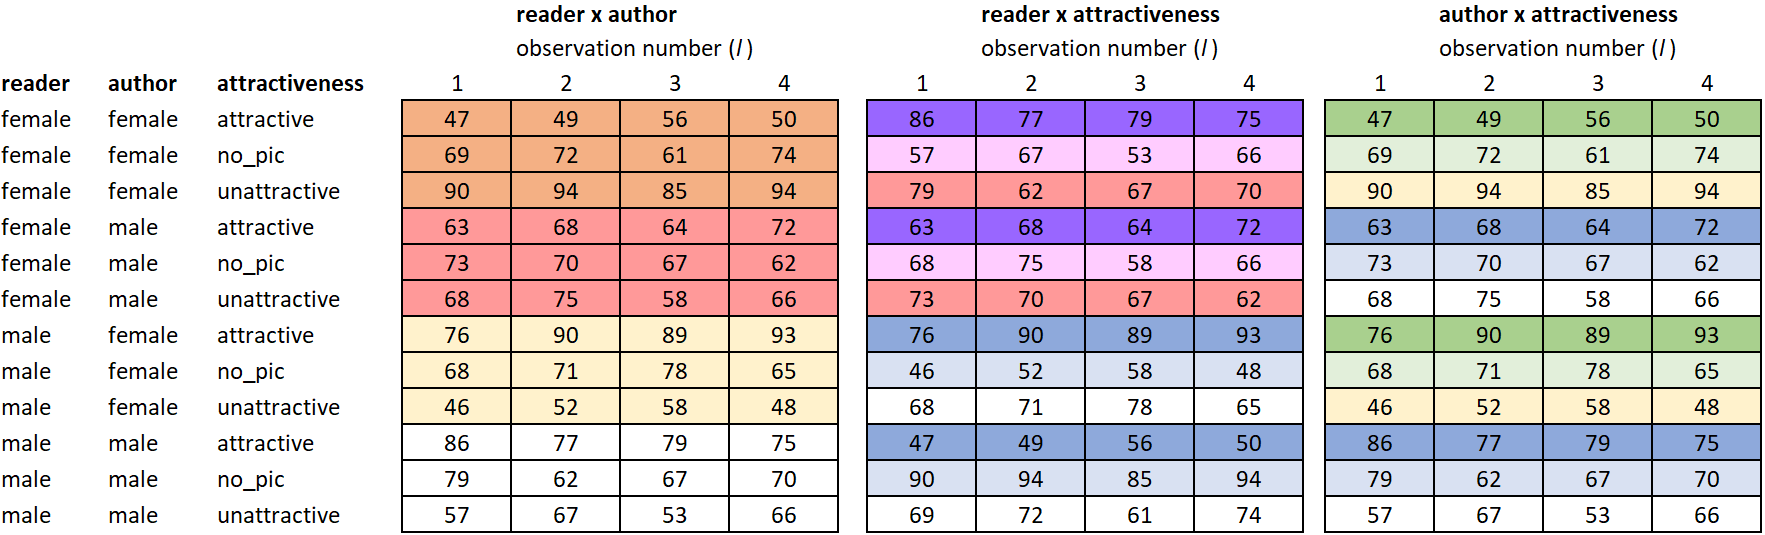 reader x author reader x attractiveness author x attractiveness
observation number (l) observation number (l) observation number (l)
reader author attractiveness 1 2 3 4 1 2 3 4 1 2 3 4
female female attractive 47 49 56 50 86 77 79 75 47 49 56 50
female female no_pic 69 72 61 74 57 67 53 66 69 72 61 74
female female unattractive 90 94 85 94 79 62 67 70 90 94 85 94
female male attractive 63 68 64 72 63 68 64 72 63 68 64 72
female male no_pic 73 70 67 62 68 75 58 66 73 70 67 62
female male unattractive 68 75 58 66 73 70 67 62 68 75 58 66
male female attractive 76 90 89 93 76 90 89 93 76 90 89 93
male female no_pic 68 71 78 65 46 52 58 48 68 71 78 65
male female unattractive 46 52 58 48 68 71 78 65 46 52 58 48
male male attractive 86 77 79 75 47 49 56 50 86 77 79 75
male male no_pic 79 62 67 70 90 94 85 94 79 62 67 70
male male unattractive 57 67 53 66 69 72 61 74 57 67 53 66